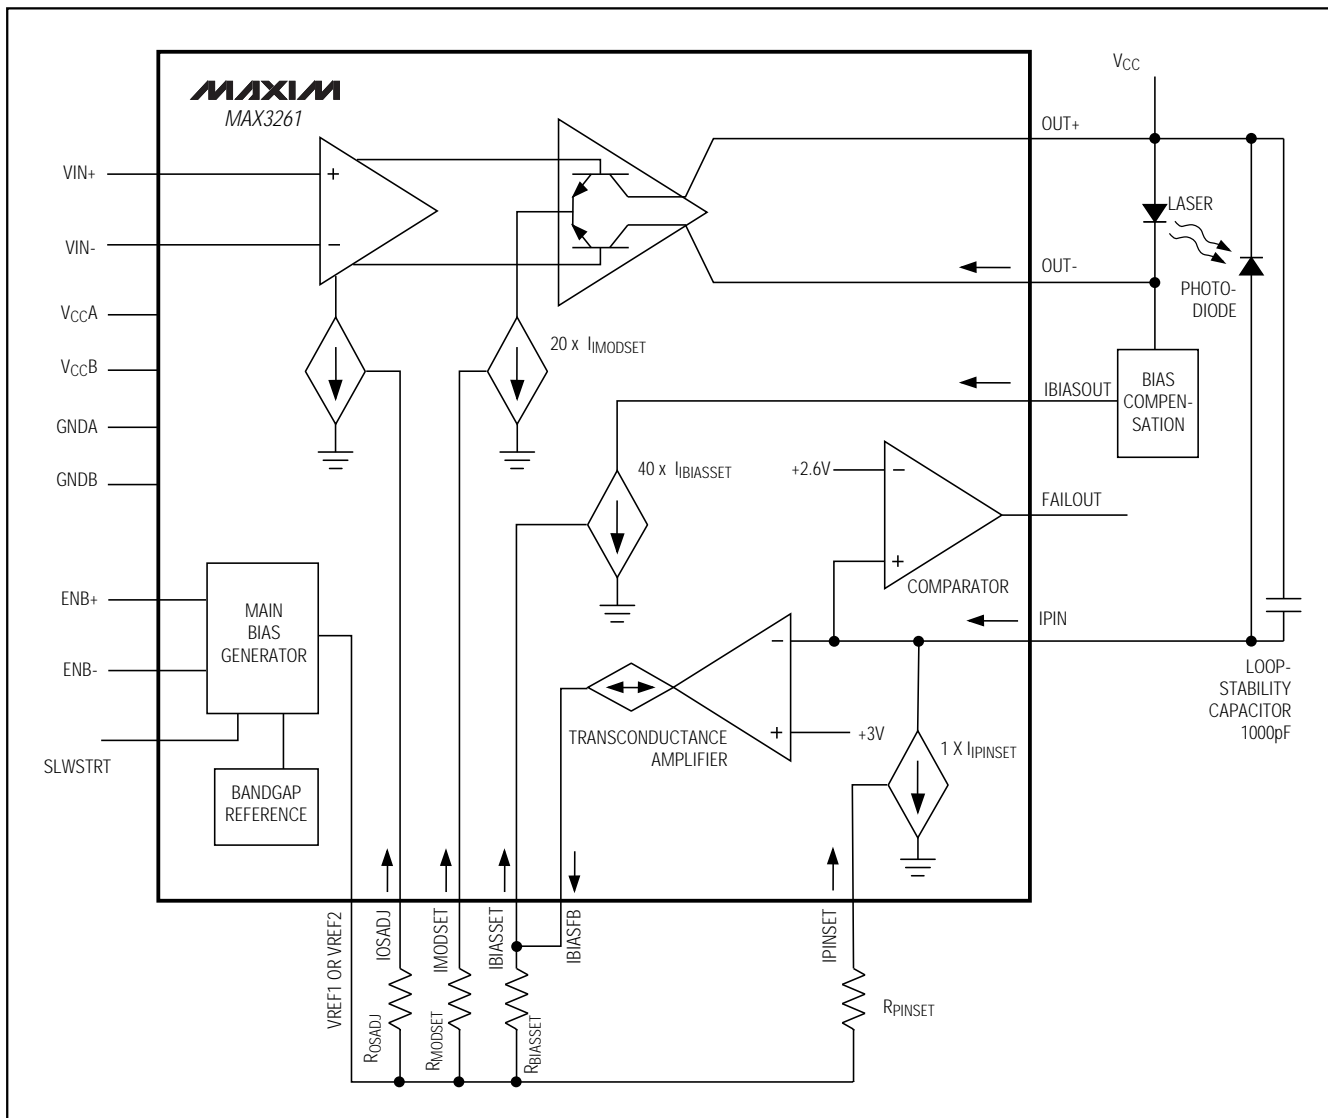 MAXIM
MAX3261
VCC
OUT+
VIN+
+
LASER
VIN-
−
OUT-
PHOTO-
DIODE
VCCA
20 x IIMODSET
VCCB
BIAS
COMPEN-
SATION
IBIASOUT
GNDA
40 x IIBIASSET
+2.6V
−
GNDB
FAILOUT
+
COMPARATOR
ENB+
MAIN
BIAS
GENERATOR
IPIN
−
ENB-
LOOP-
STABILITY
CAPACITOR
1000pF
+
+3V
TRANSCONDUCTANCE
AMPLIFIER
1 X IIPINSET
SLWSTRT
BANDGAP
REFERENCE
VREF1 OR VREF2
IOSADJ
IMODSET
IBIASSET
IBIASFB
IPINSET
ROSADJ
RMODSET
RBIASSET
RPINSET